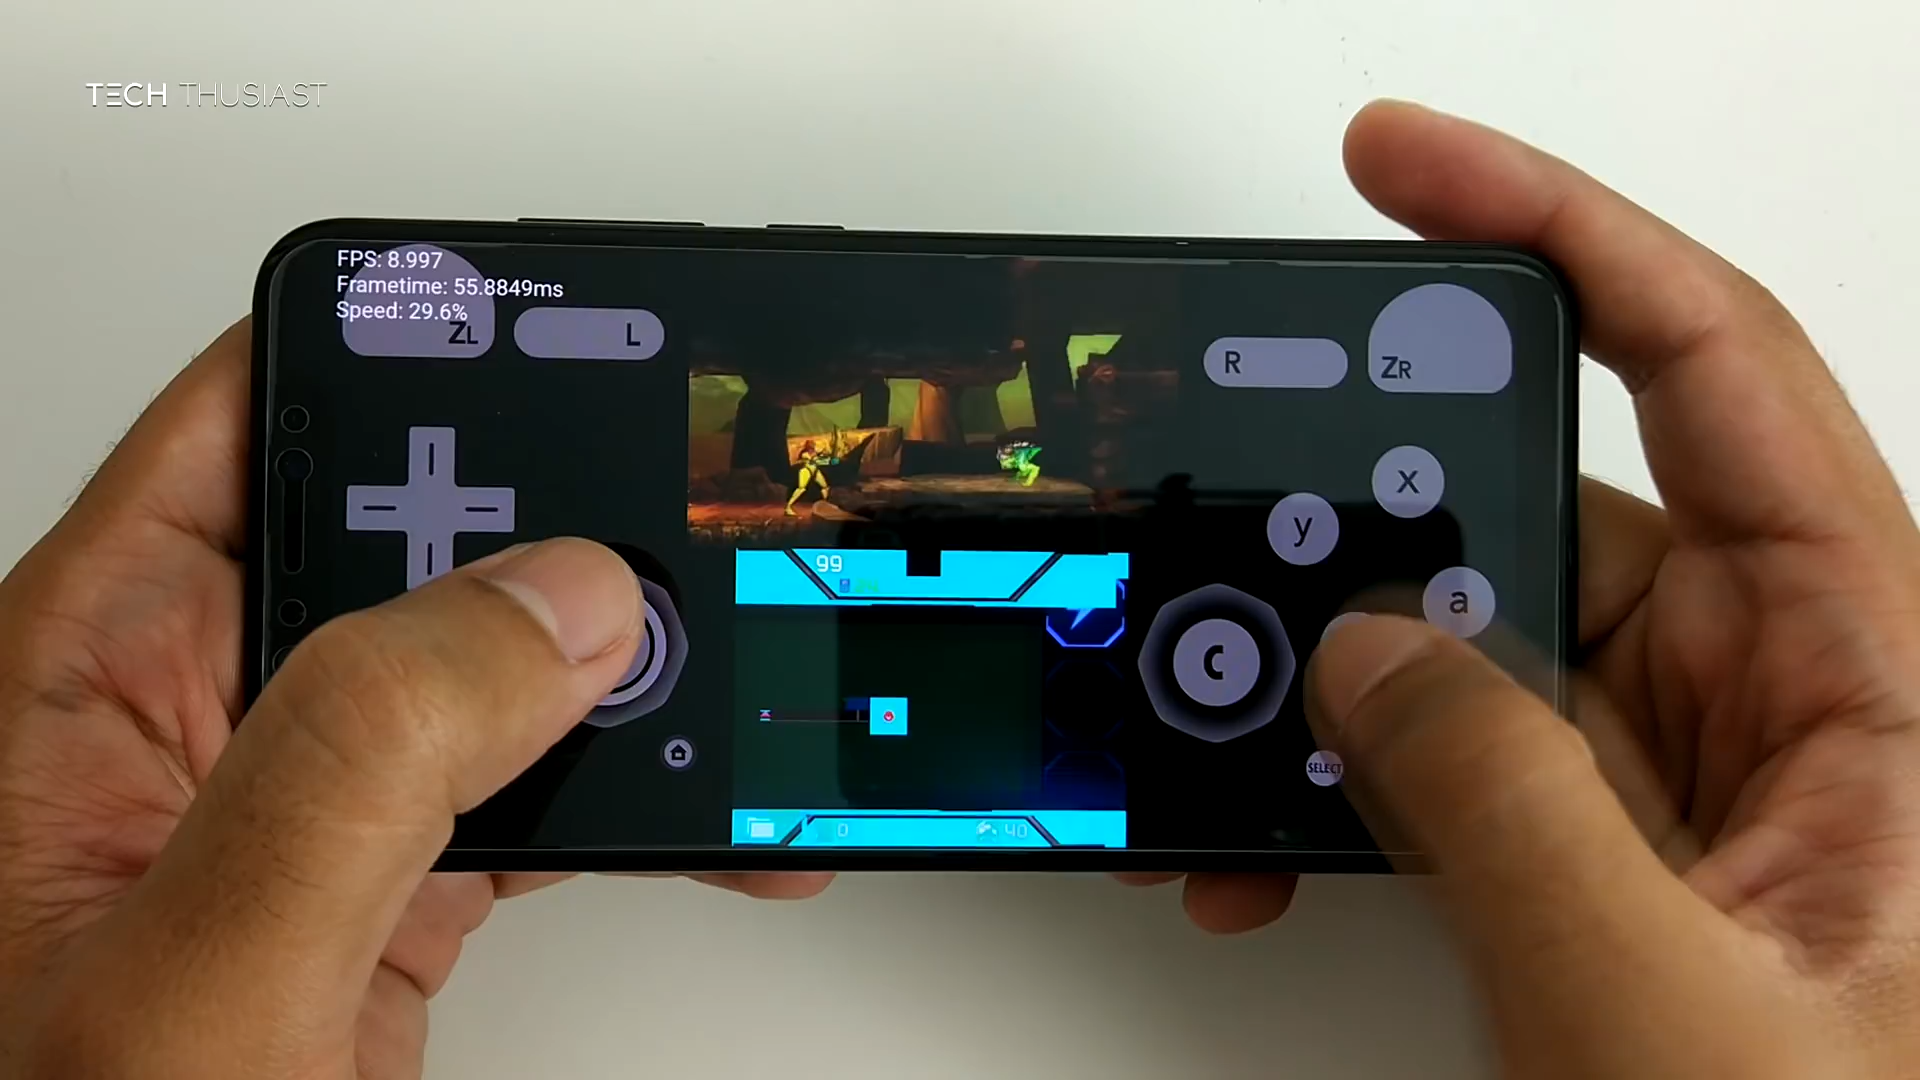 TECH THUSIAST
FPS: 8.997
Frametime: 55.8849ms
Speed: 29.6%
ZL
L
R
ZR
x
y
a
99
C
SELECT
0
40